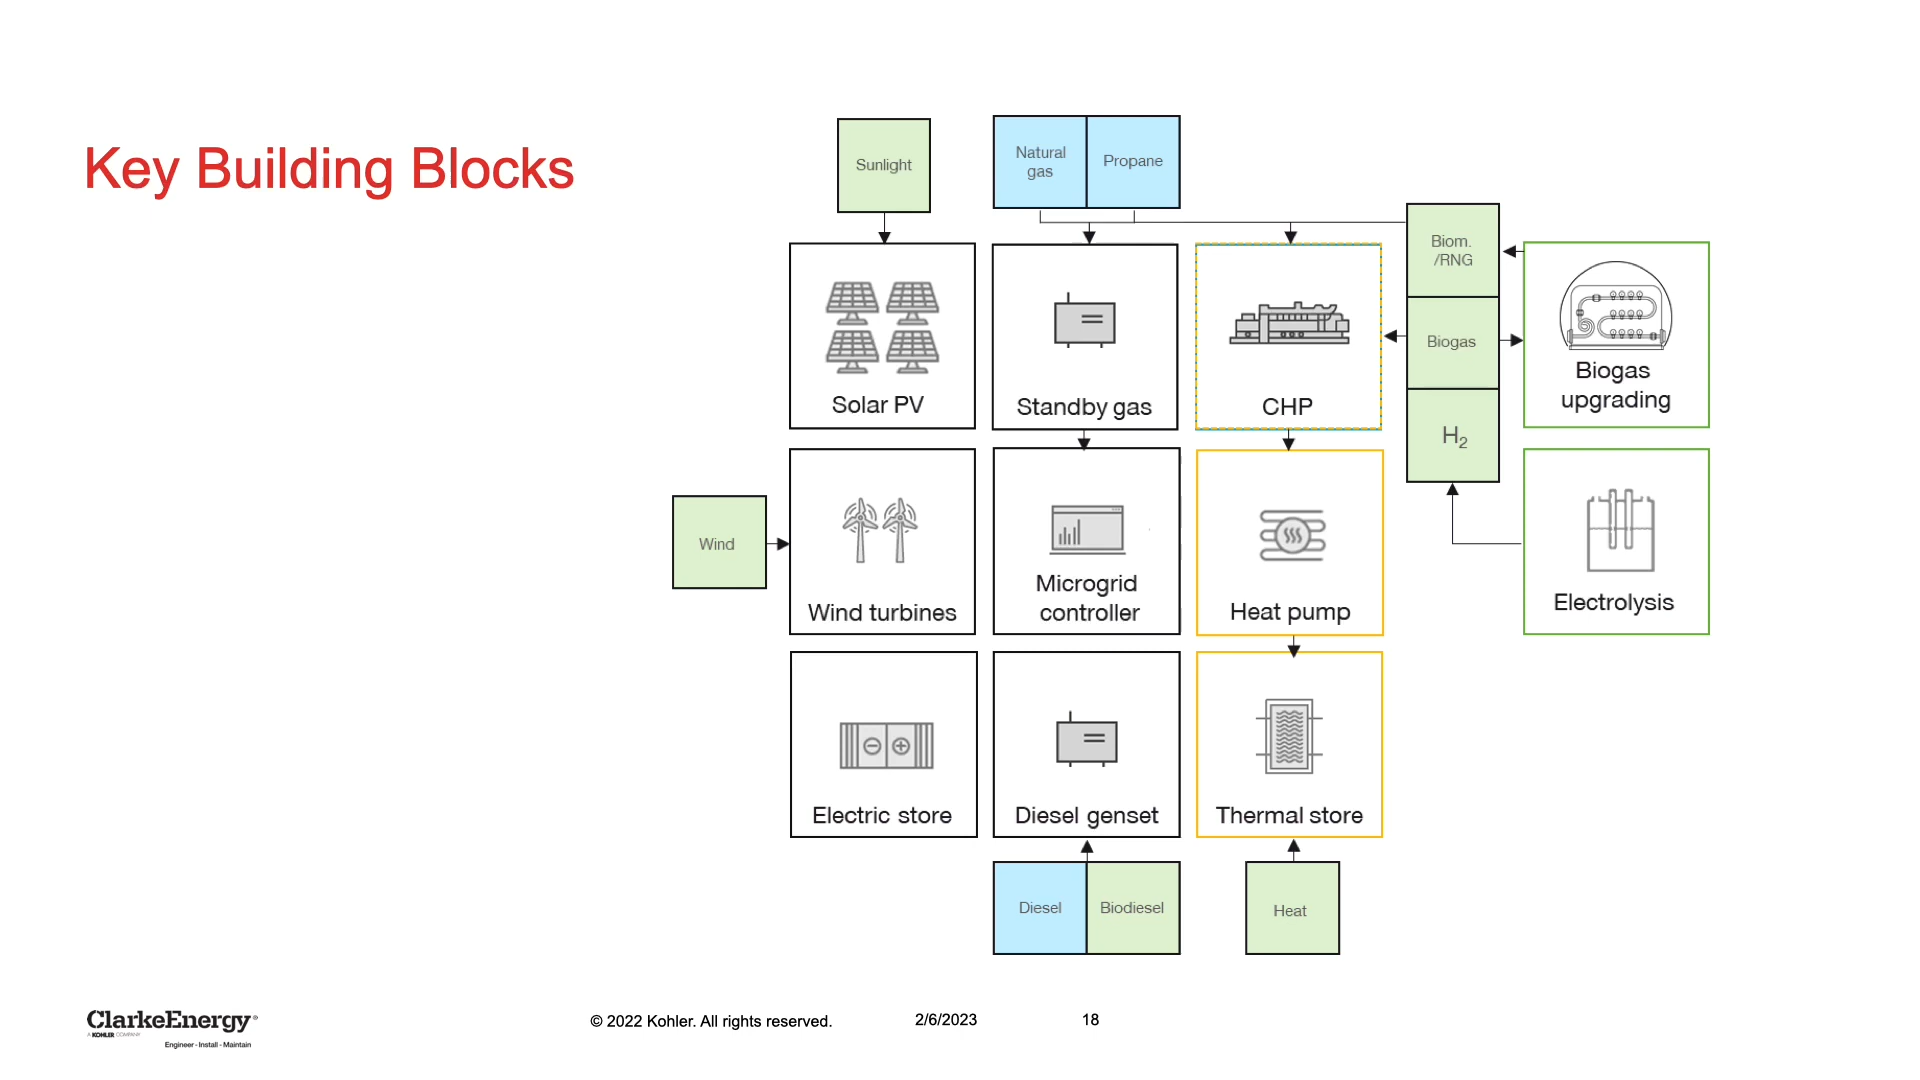 Key Building Blocks
Sunlight
Natural
gas
Propane
Biom.
/RNG
Biogas
H₂
Solar PV
Standby gas
CHP
Biogas
upgrading
Wind
Wind turbines
Microgrid
controller
Heat pump
Electrolysis
Electric store
Diesel genset
Thermal store
Diesel
Biodiesel
Heat
ClarkeEnergy®
A KOHLER COMPANY
Engineer - Install - Maintain
© 2022 Kohler. All rights reserved.
2/6/2023
18